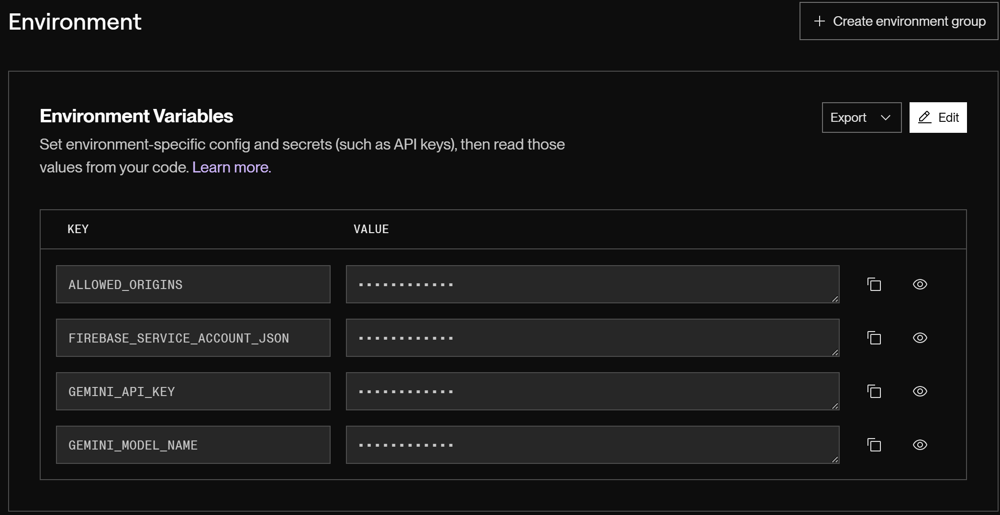 Environment
Create environment group
Environment Variables
Export
Edit
Set environment-specific config and secrets (such as API keys), then read those
values from your code. Learn more.
KEY VALUE
ALLOWED_ORIGINS ············
FIREBASE_SERVICE_ACCOUNT_JSON ············
GEMINI_API_KEY ············
GEMINI_MODEL_NAME ············